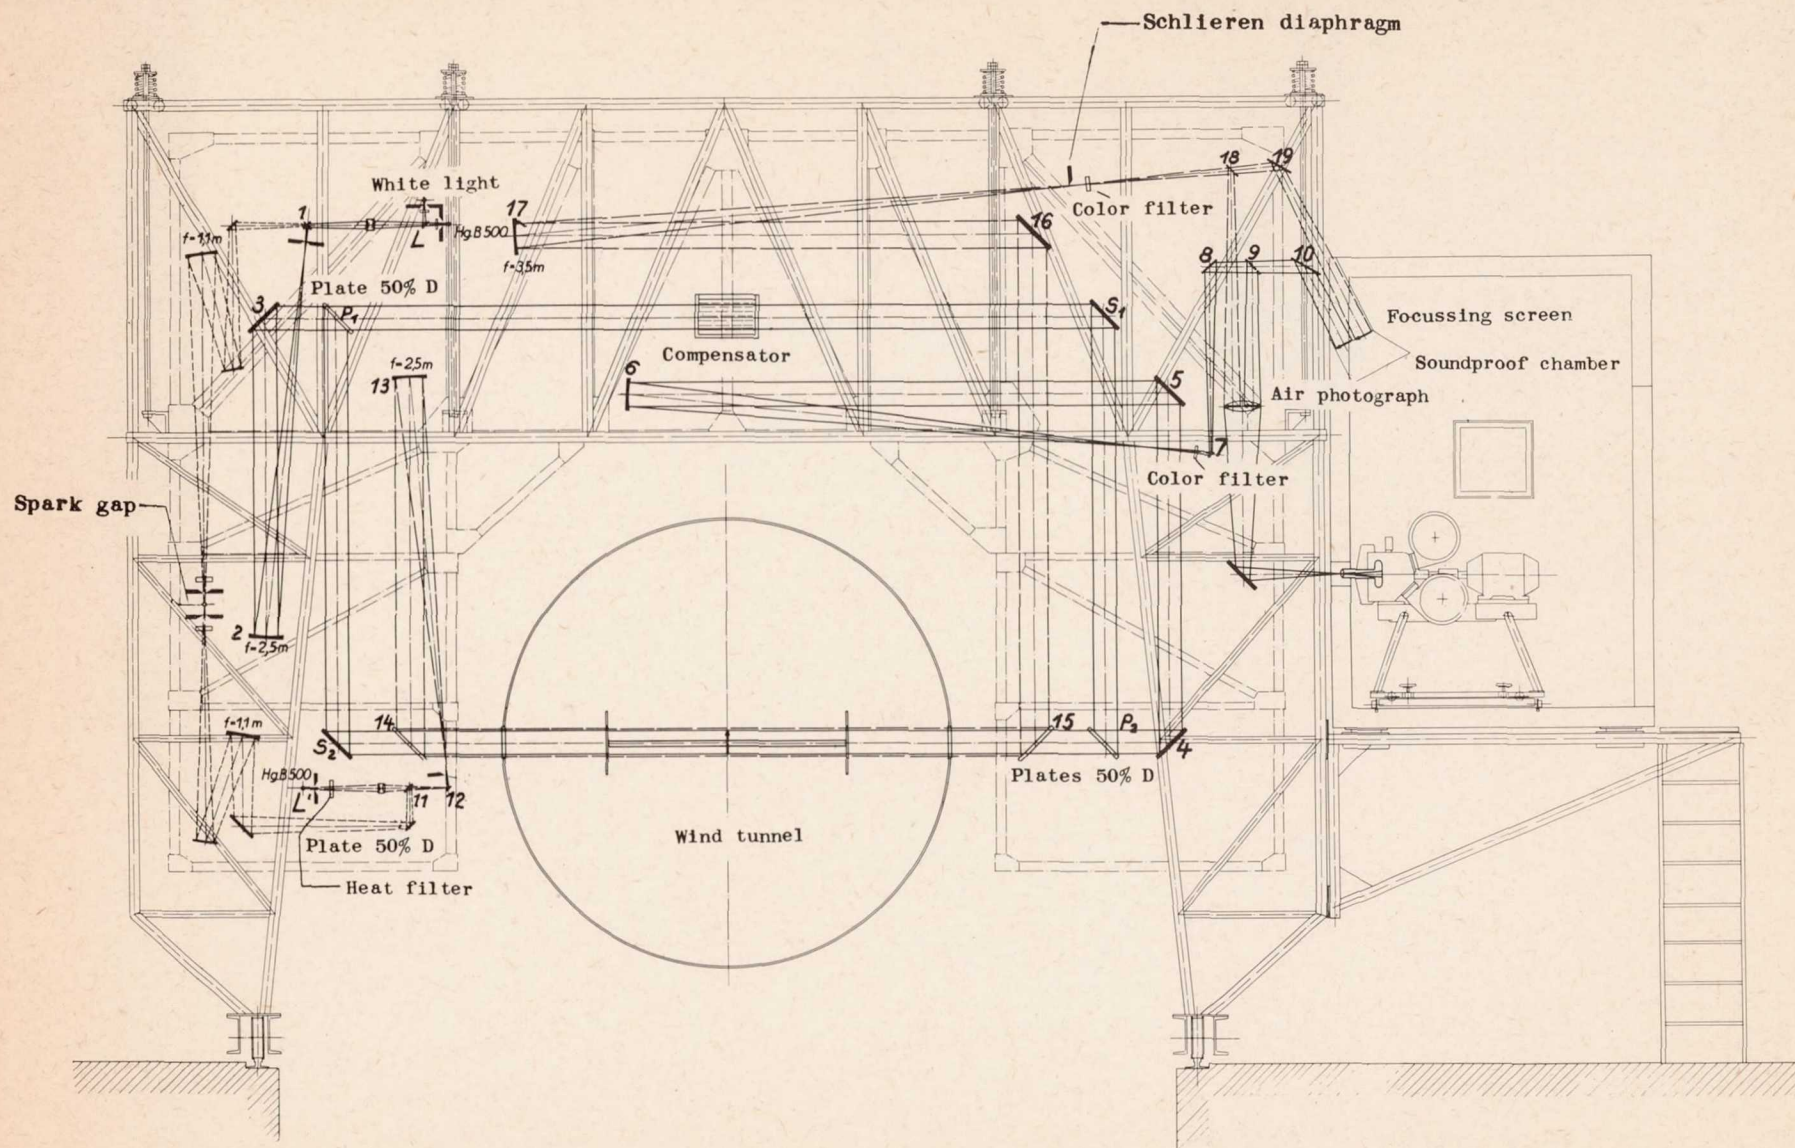 Schlieren diaphragm
18
19
White light
1
17
Color filter
16
L
HgB500
f=1,1m
f=3,5m
8
9
10
Plate 50% D
3
P₁
S₁
Focussing screen
Compensator
Soundproof chamber
f=2,5m
13
6
5
Air photograph
7
Color filter
Spark gap
2
f=2,5m
f=1,1m
14
15
P₂
S₂
4
HgB500
Plates 50% D
L'
11
12
Wind tunnel
Plate 50% D
Heat filter